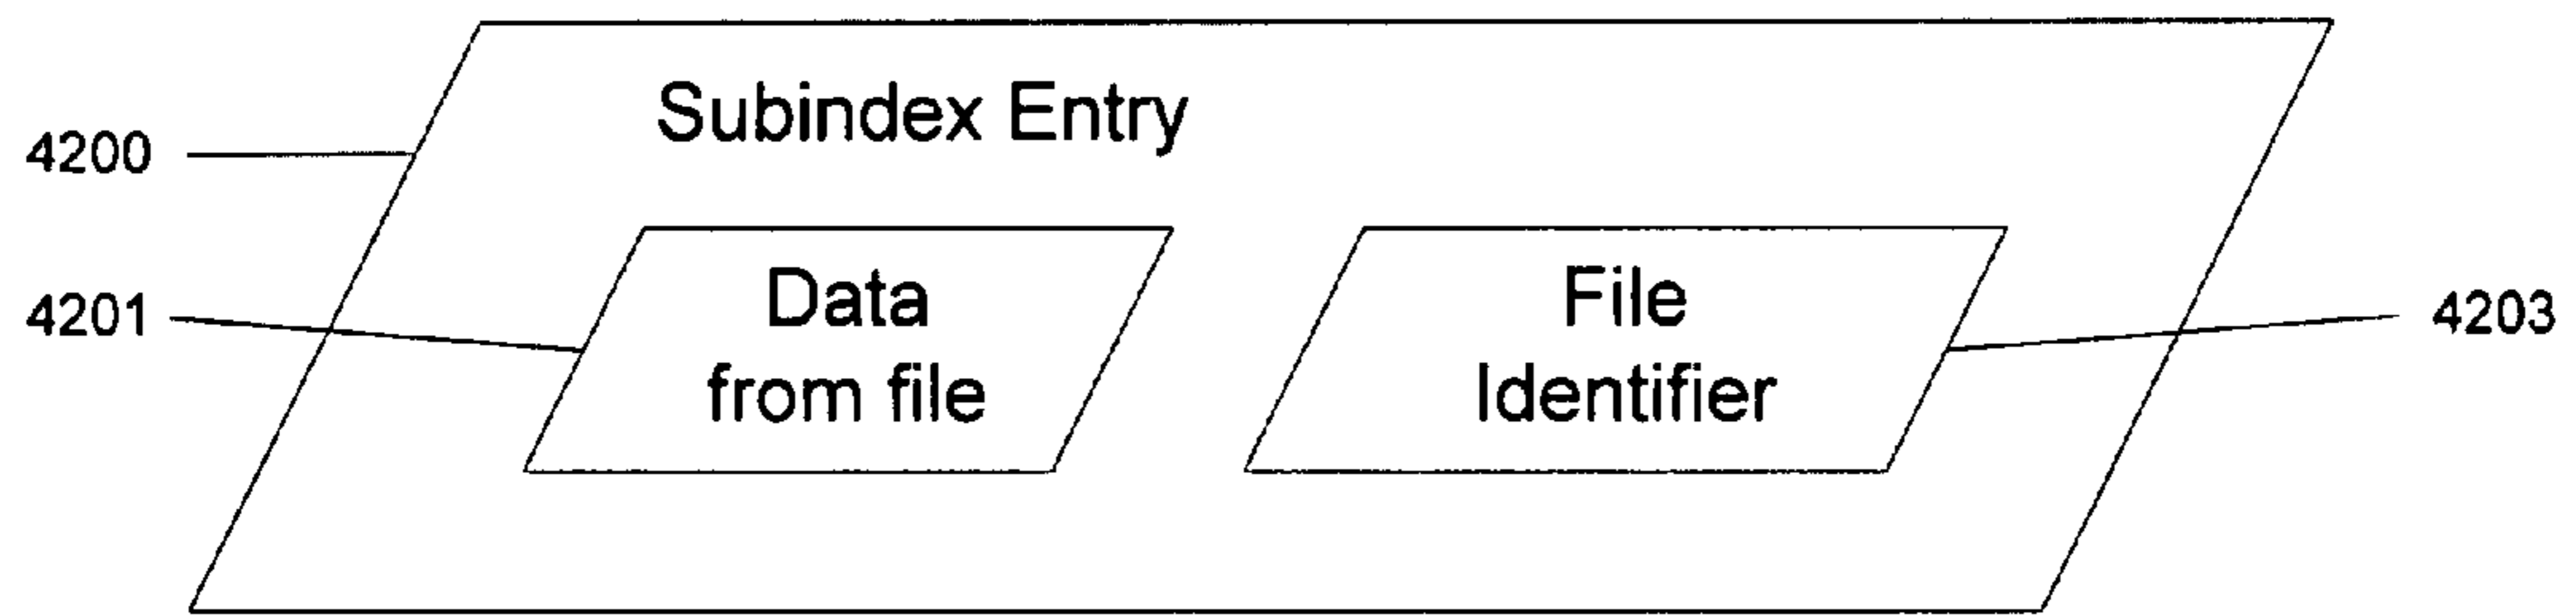 Subindex Entry
4200
4201
Data
from file
File
Identifier
4203